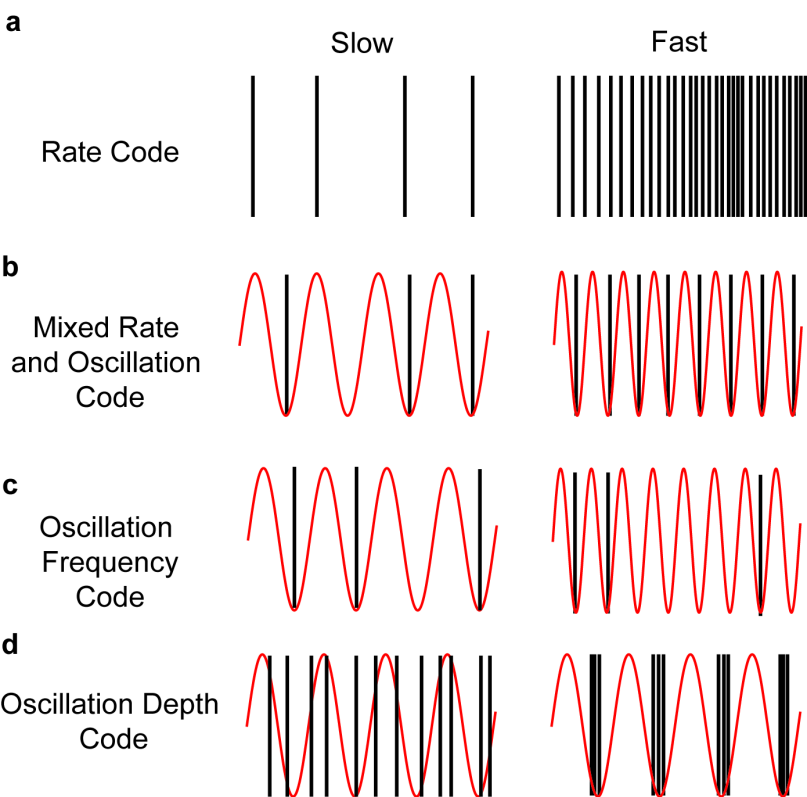 a
Slow
Fast
Rate Code
b
Mixed Rate
and Oscillation
Code
c
Oscillation
Frequency
Code
d
Oscillation Depth
Code